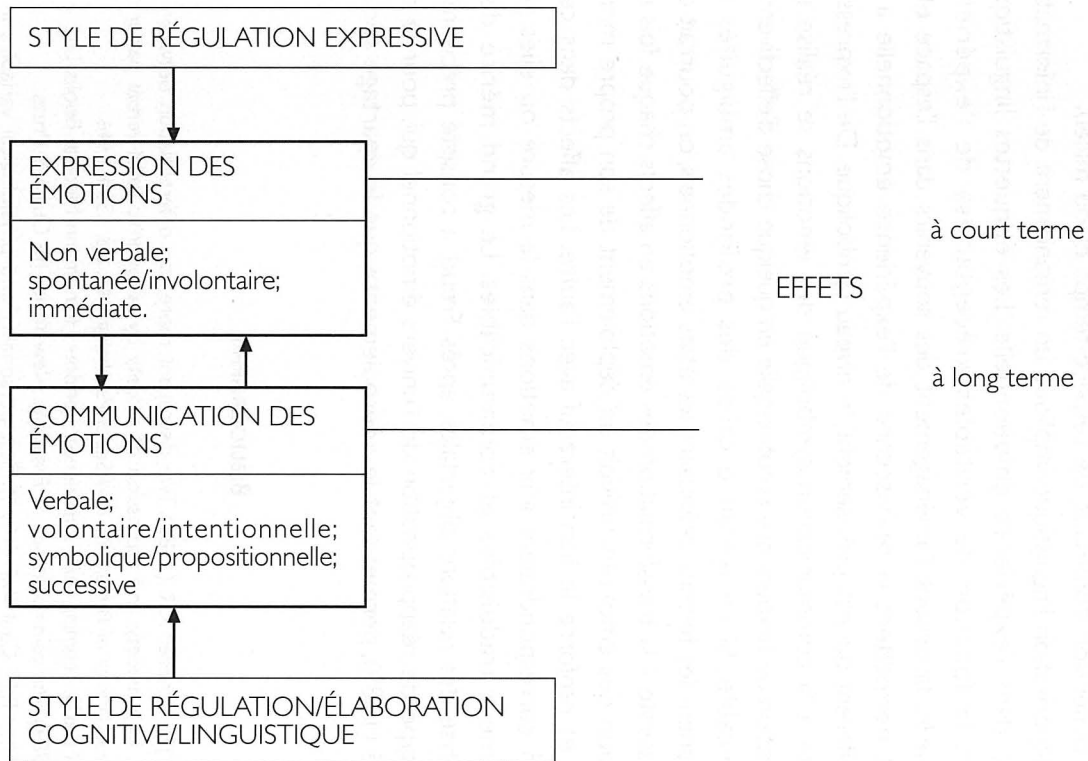 STYLE DE RÉGULATION EXPRESSIVE
EXPRESSION DES
ÉMOTIONS
Non verbale;
spontanée/involontaire;
immédiate.
à court terme
EFFETS
à long terme
COMMUNICATION DES
ÉMOTIONS
Verbale;
volontaire/intentionnelle;
symbolique/propositionnelle;
successive
STYLE DE RÉGULATION/ÉLABORATION
COGNITIVE/LINGUISTIQUE